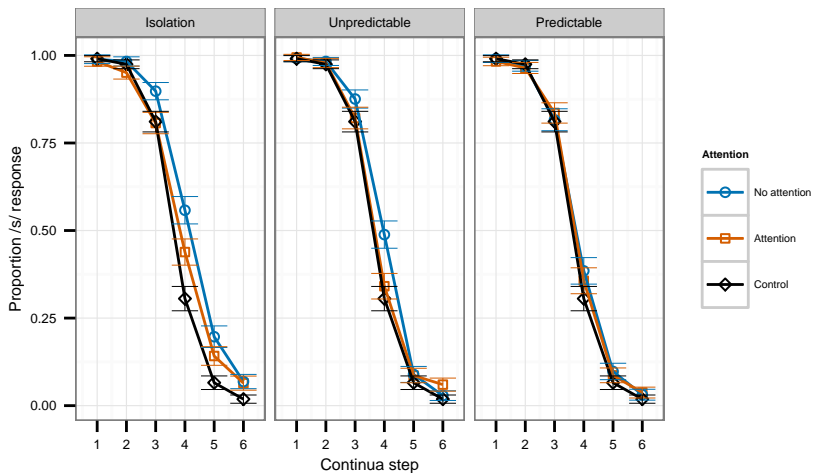 Isolation Unpredictable Predictable
Proportion /s/ response
1.00
0.75
0.50
0.25
0.00
1 2 3 4 5 6 1 2 3 4 5 6 1 2 3 4 5 6
Continua step
Attention
No attention
Attention
Control